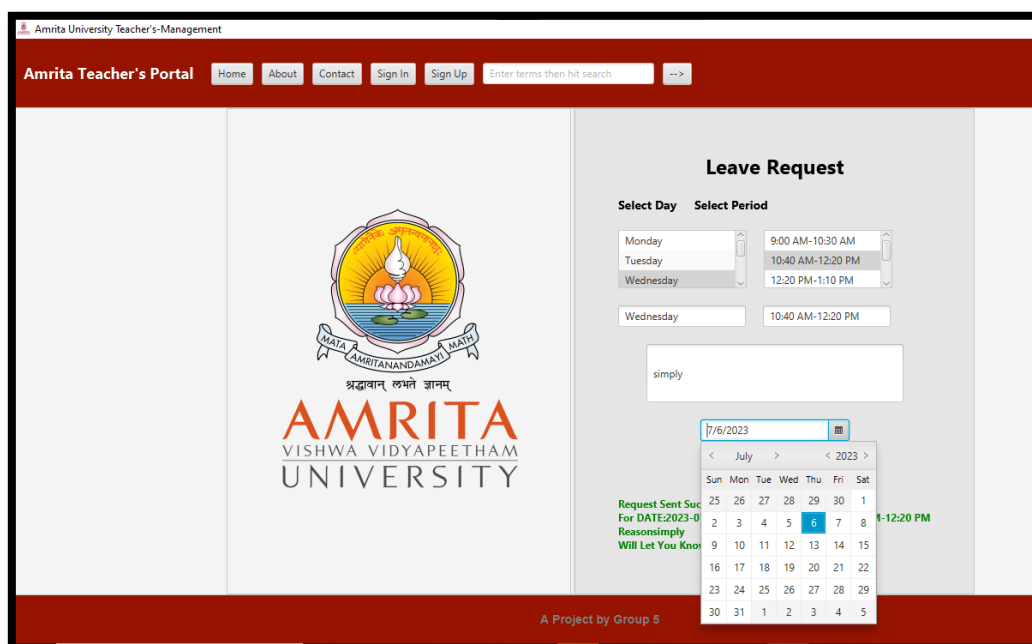 Amrita University Teacher's-Management
Amrita Teacher's Portal Home About Contact Sign In Sign Up Enter terms then hit search -->
MATA AMRITANANDAMAYI MATH
श्रद्धावान् लभते ज्ञानम्
AMRITA
VISHWA VIDYAPEETHAM
UNIVERSITY
Leave Request
Select Day Select Period
Monday 9:00 AM-10:30 AM
Tuesday 10:40 AM-12:20 PM
Wednesday 12:20 PM-1:10 PM
Wednesday 10:40 AM-12:20 PM
simply
7/6/2023
< July > < 2023 >
Sun Mon Tue Wed Thu Fri Sat
25 26 27 28 29 30 1
2 3 4 5 6 7 8
9 10 11 12 13 14 15
16 17 18 19 20 21 22
23 24 25 26 27 28 29
30 31 1 2 3 4 5
Request Sent Suc
For DATE:2023-0 M-12:20 PM
Reasonsimply
Will Let You Know
A Project by Group 5